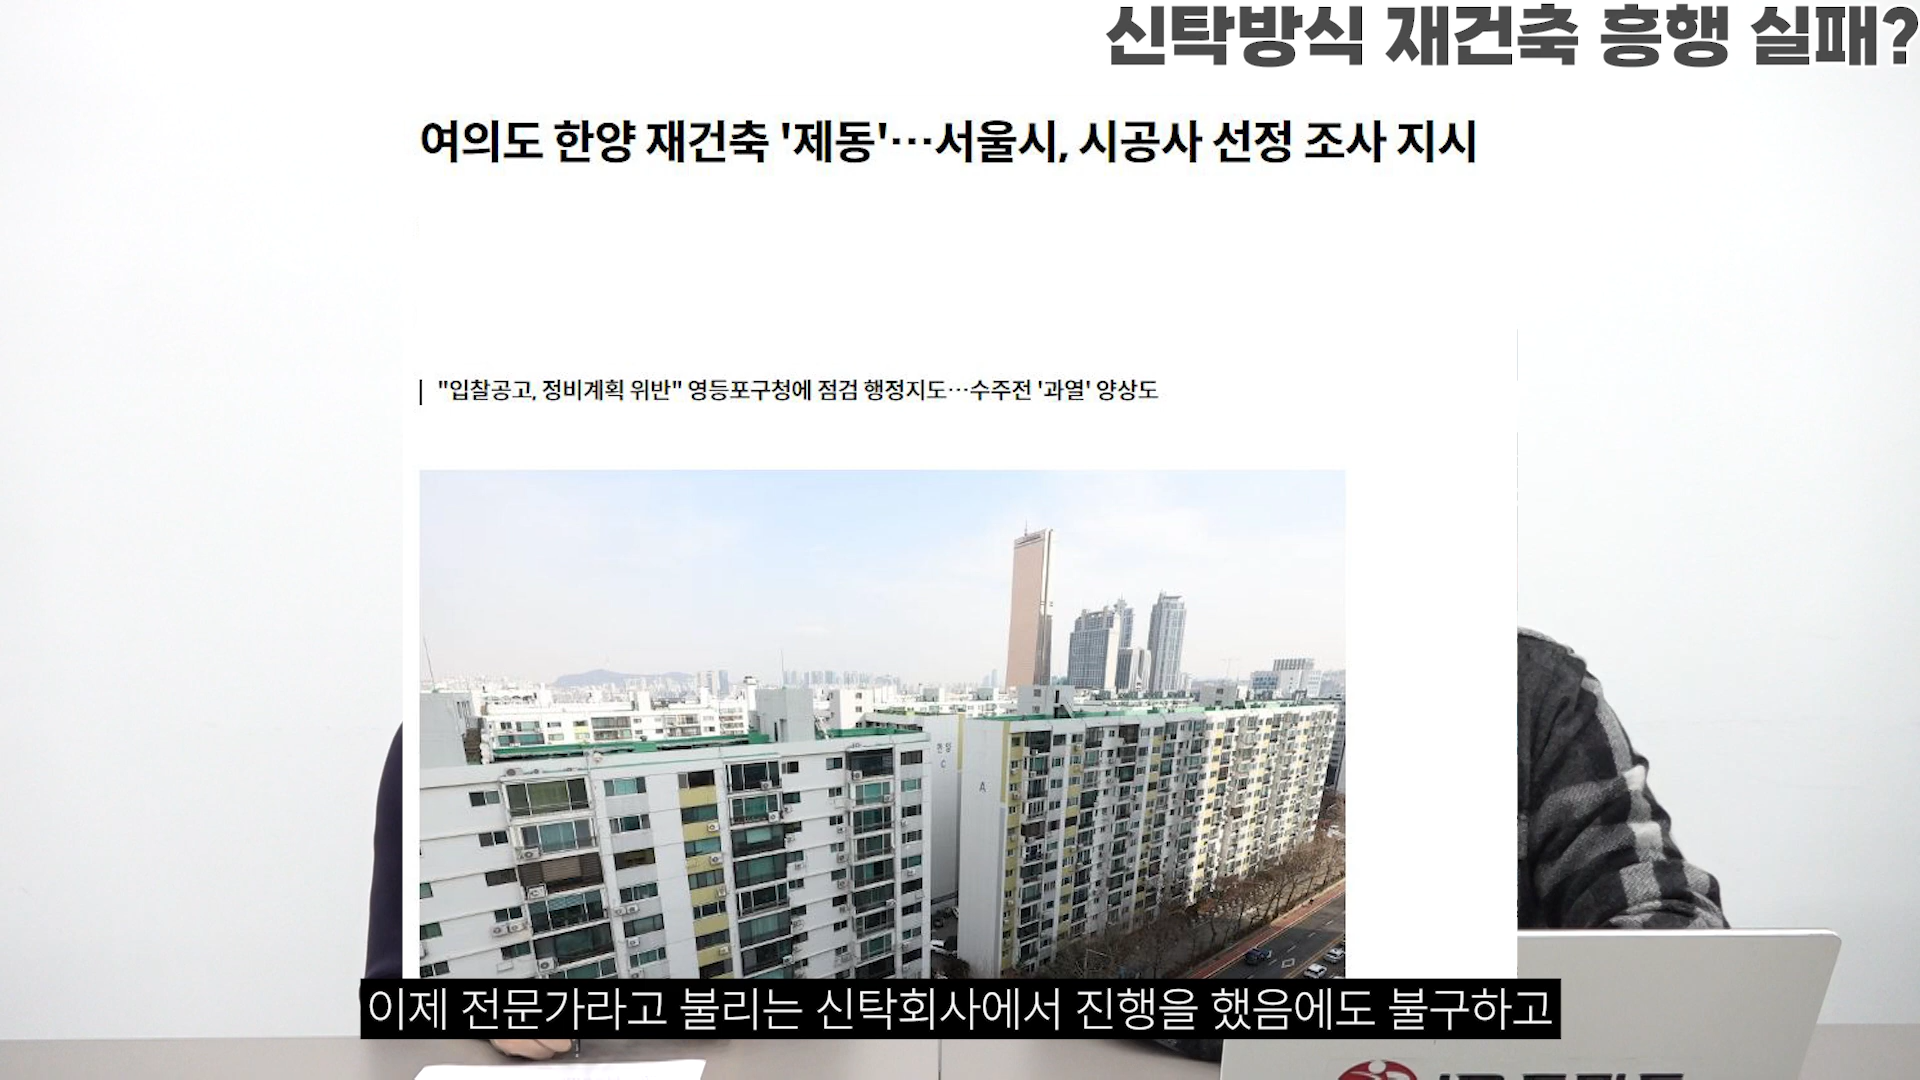 신탁방식 재건축 흥행 실패?
여의도 한양 재건축 '제동'…서울시, 시공사 선정 조사 지시
"입찰공고, 정비계획 위반" 영등포구청에 점검 행정지도…수주전 '과열' 양상도
한양
C
A
이제 전문가라고 불리는 신탁회사에서 진행을 했음에도 불구하고